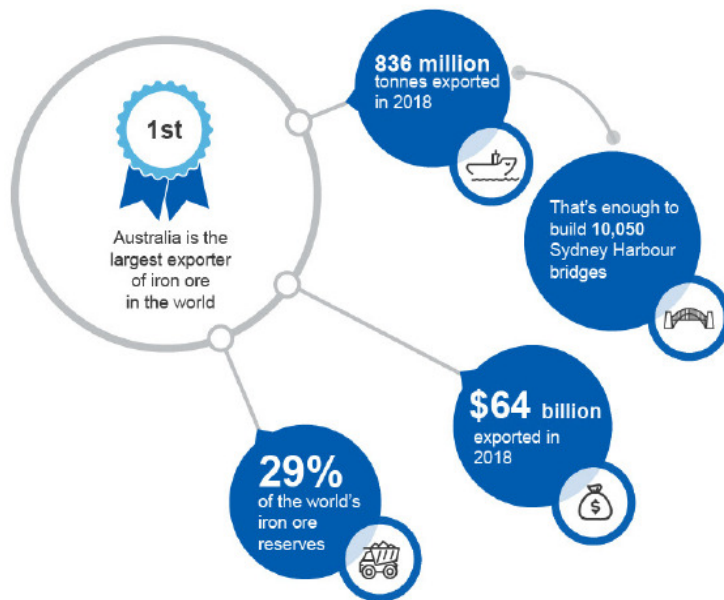 1st
Australia is the
largest exporter
of iron ore
in the world
836 million
tonnes exported
in 2018
That's enough to
build 10,050
Sydney Harbour
bridges
$64 billion
exported in
2018
$
29%
of the world's
iron ore
reserves